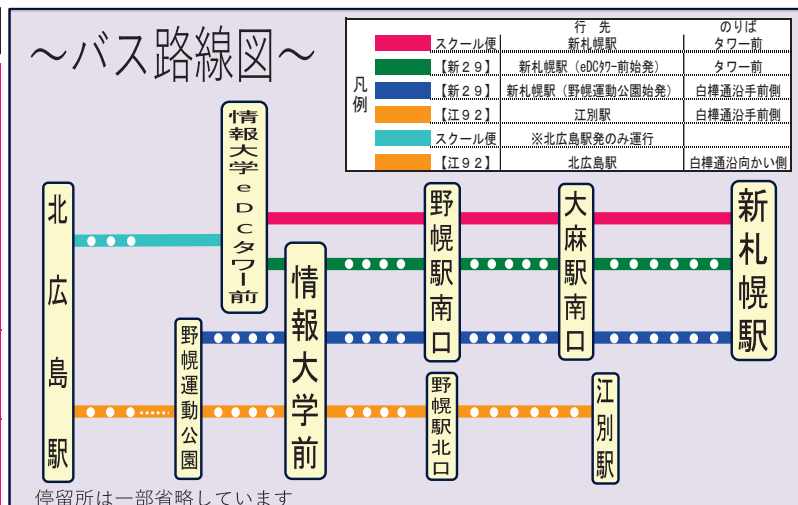 ～バス路線図～
行 先 のりば
凡例
スクール便 新札幌駅 タワー前
【新２９】 新札幌駅（eDCﾀﾜｰ前始発） タワー前
【新２９】 新札幌駅（野幌運動公園始発） 白樺通沿手前側
【江９２】 江別駅 白樺通沿手前側
スクール便 ※北広島駅発のみ運行
【江９２】 北広島駅 白樺通沿向かい側
北広島駅
情報大学ｅＤＣタワー前
野幌運動公園
情報大学前
野幌駅南口
野幌駅北口
大麻駅南口
江別駅
新札幌駅
停留所は一部省略しています